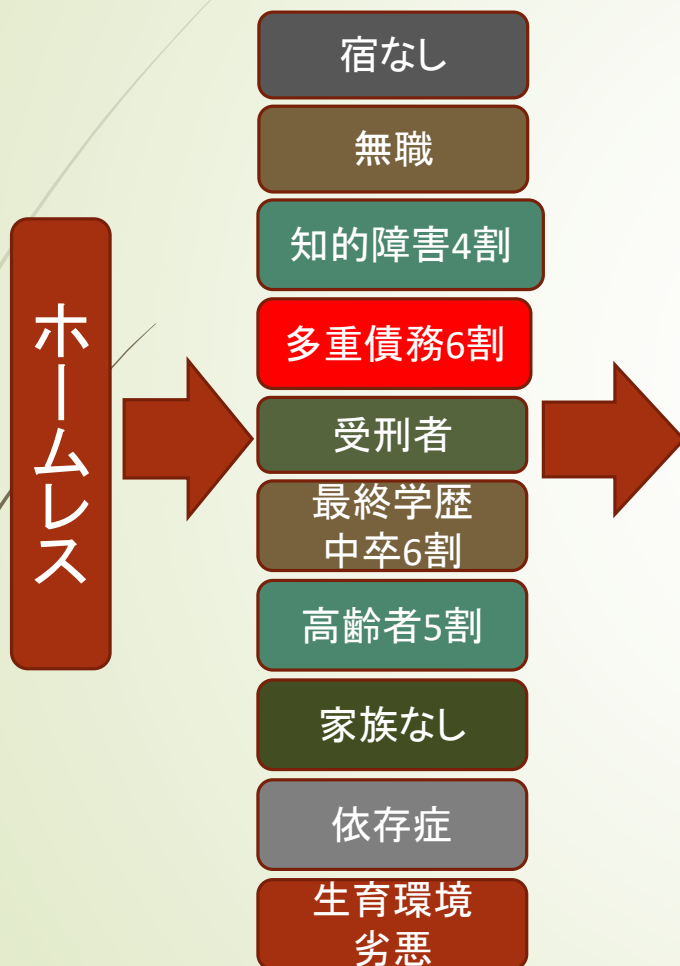 ホームレス
宿なし
無職
知的障害4割
多重債務6割
受刑者
最終学歴
中卒6割
高齢者5割
家族なし
依存症
生育環境
劣悪